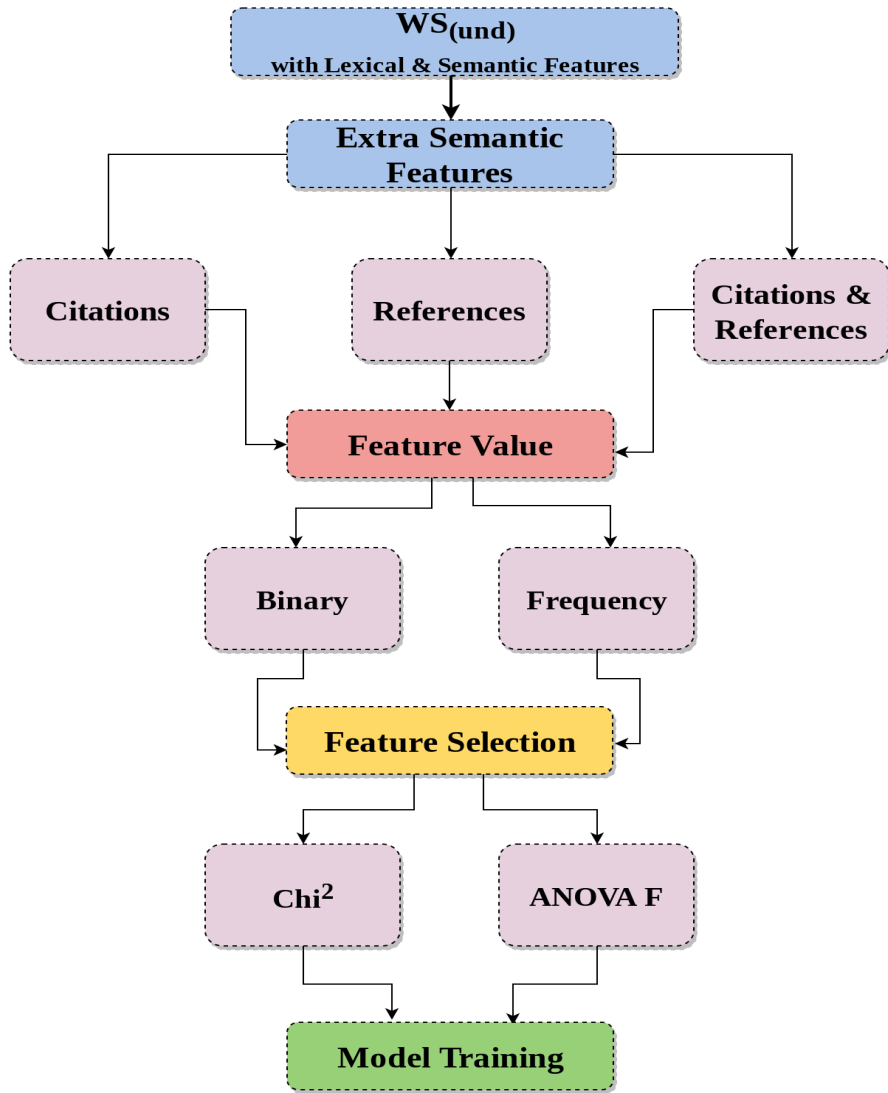 WS(und)
with Lexical & Semantic Features
Extra Semantic
Features
Citations
References
Citations &
References
Feature Value
Binary
Frequency
Feature Selection
Chi²
ANOVA F
Model Training